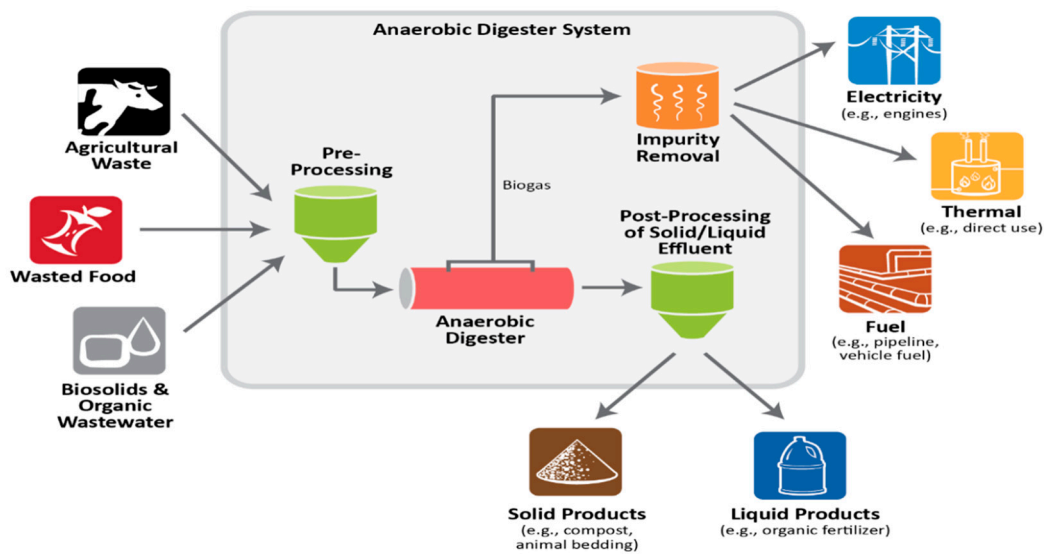 Anaerobic Digester System
Agricultural
Waste
Wasted Food
Biosolids &
Organic
Wastewater
Pre-
Processing
Anaerobic
Digester
Biogas
Impurity
Removal
Post-Processing
of Solid/Liquid
Effluent
Electricity
(e.g., engines)
Thermal
(e.g., direct use)
Fuel
(e.g., pipeline,
vehicle fuel)
Solid Products
(e.g., compost,
animal bedding)
Liquid Products
(e.g., organic fertilizer)